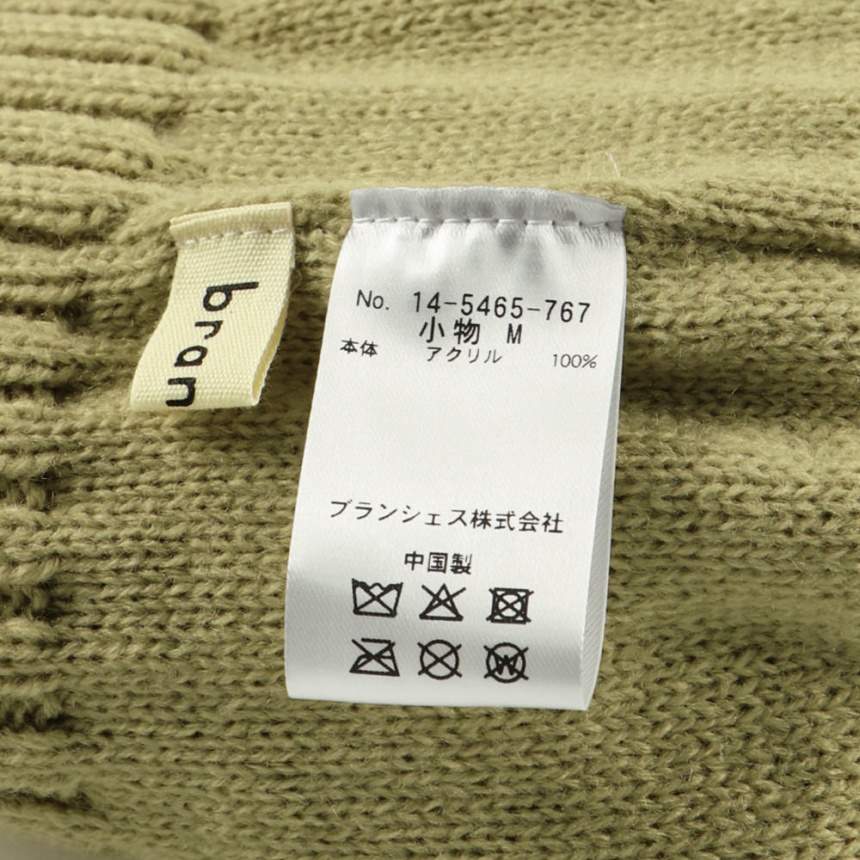 bran
No. 14-5465-767
小物 M
本体 アクリル 100%
ブランシェス株式会社
中国製